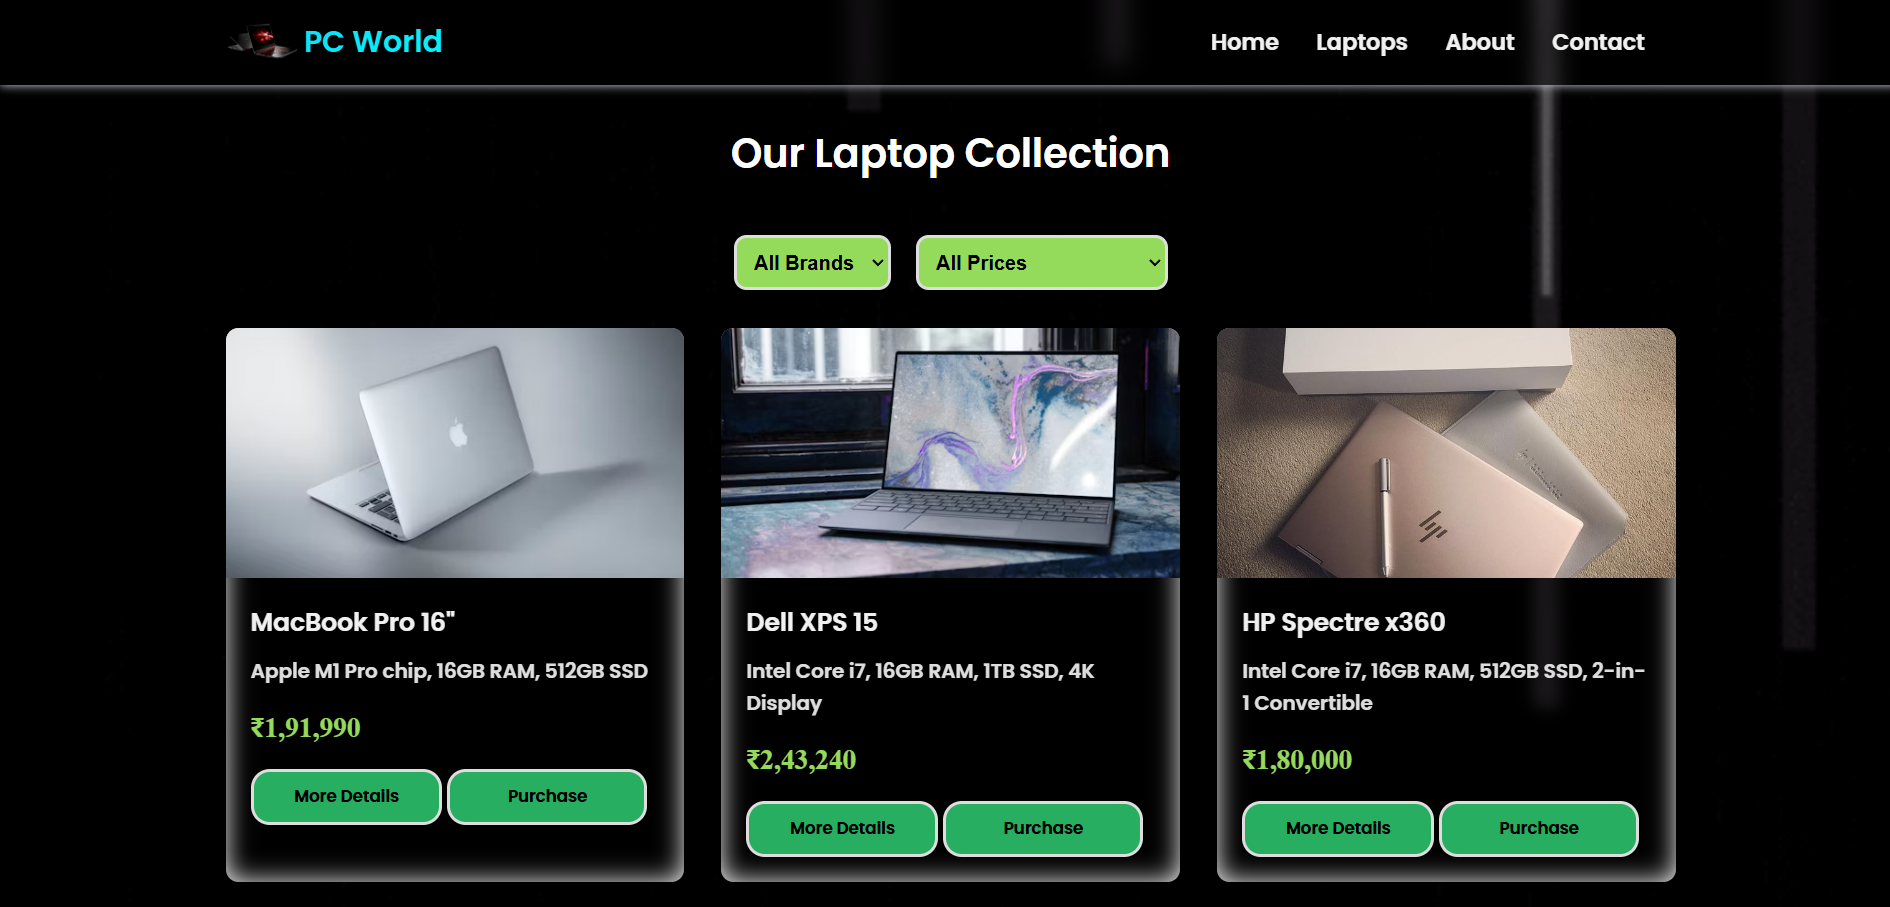 PC World
Home Laptops About Contact
Our Laptop Collection
All Brands All Prices
MacBook Pro 16"
Apple M1 Pro chip, 16GB RAM, 512GB SSD
₹1,91,990
More Details Purchase
Dell XPS 15
Intel Core i7, 16GB RAM, 1TB SSD, 4K
Display
₹2,43,240
More Details Purchase
HP Spectre x360
Intel Core i7, 16GB RAM, 512GB SSD, 2-in-
1 Convertible
₹1,80,000
More Details Purchase